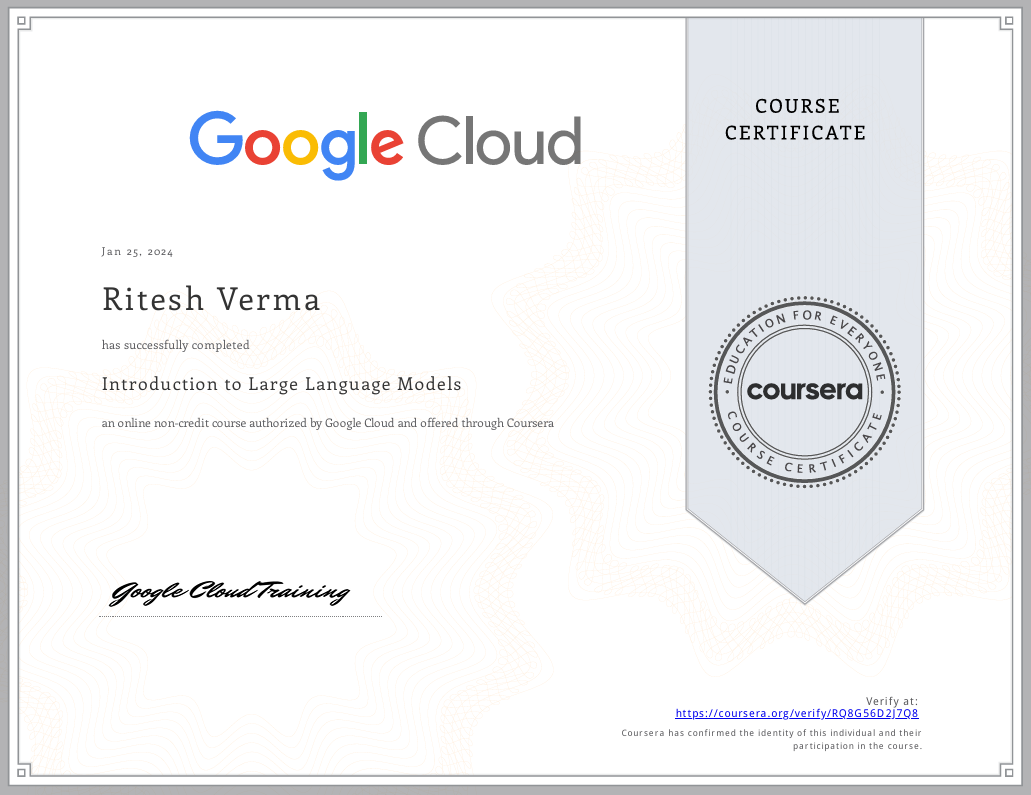 Google Cloud
COURSE
CERTIFICATE
Jan 25, 2024
Ritesh Verma
has successfully completed
Introduction to Large Language Models
an online non-credit course authorized by Google Cloud and offered through Coursera
EDUCATION FOR EVERYONE
coursera
COURSE CERTIFICATE
Google Cloud Training
Verify at:
https://coursera.org/verify/RQ8G56D2J7Q8
Coursera has confirmed the identity of this individual and their
participation in the course.